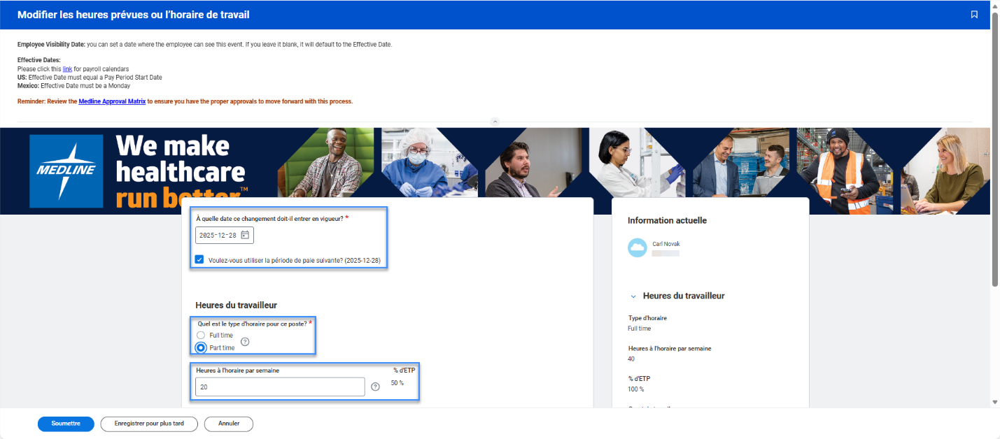 Modifier les heures prévues ou l'horaire de travail
Employee Visibility Date: you can set a date where the employee can see this event. If you leave it blank, it will default to the Effective Date.
Effective Dates:
Please click this link for payroll calendars
US: Effective Date must equal a Pay Period Start Date
Mexico: Effective Date must be a Monday
Reminder: Review the Medline Approval Matrix to ensure you have the proper approvals to move forward with this process.
MEDLINE
We make
healthcare
run better™
À quelle date ce changement doit-il entrer en vigueur? *
2025-12-28
Voulez-vous utiliser la période de paie suivante? (2025-12-28)
Heures du travailleur
Quel est le type d'horaire pour ce poste? *
Full time
Part time
Heures à l'horaire par semaine
% d'ETP
20
50 %
Information actuelle
Carl Novak
Heures du travailleur
Type d'horaire
Full time
Heures à l'horaire par semaine
40
% d'ETP
100 %
Soumettre
Enregistrer pour plus tard
Annuler